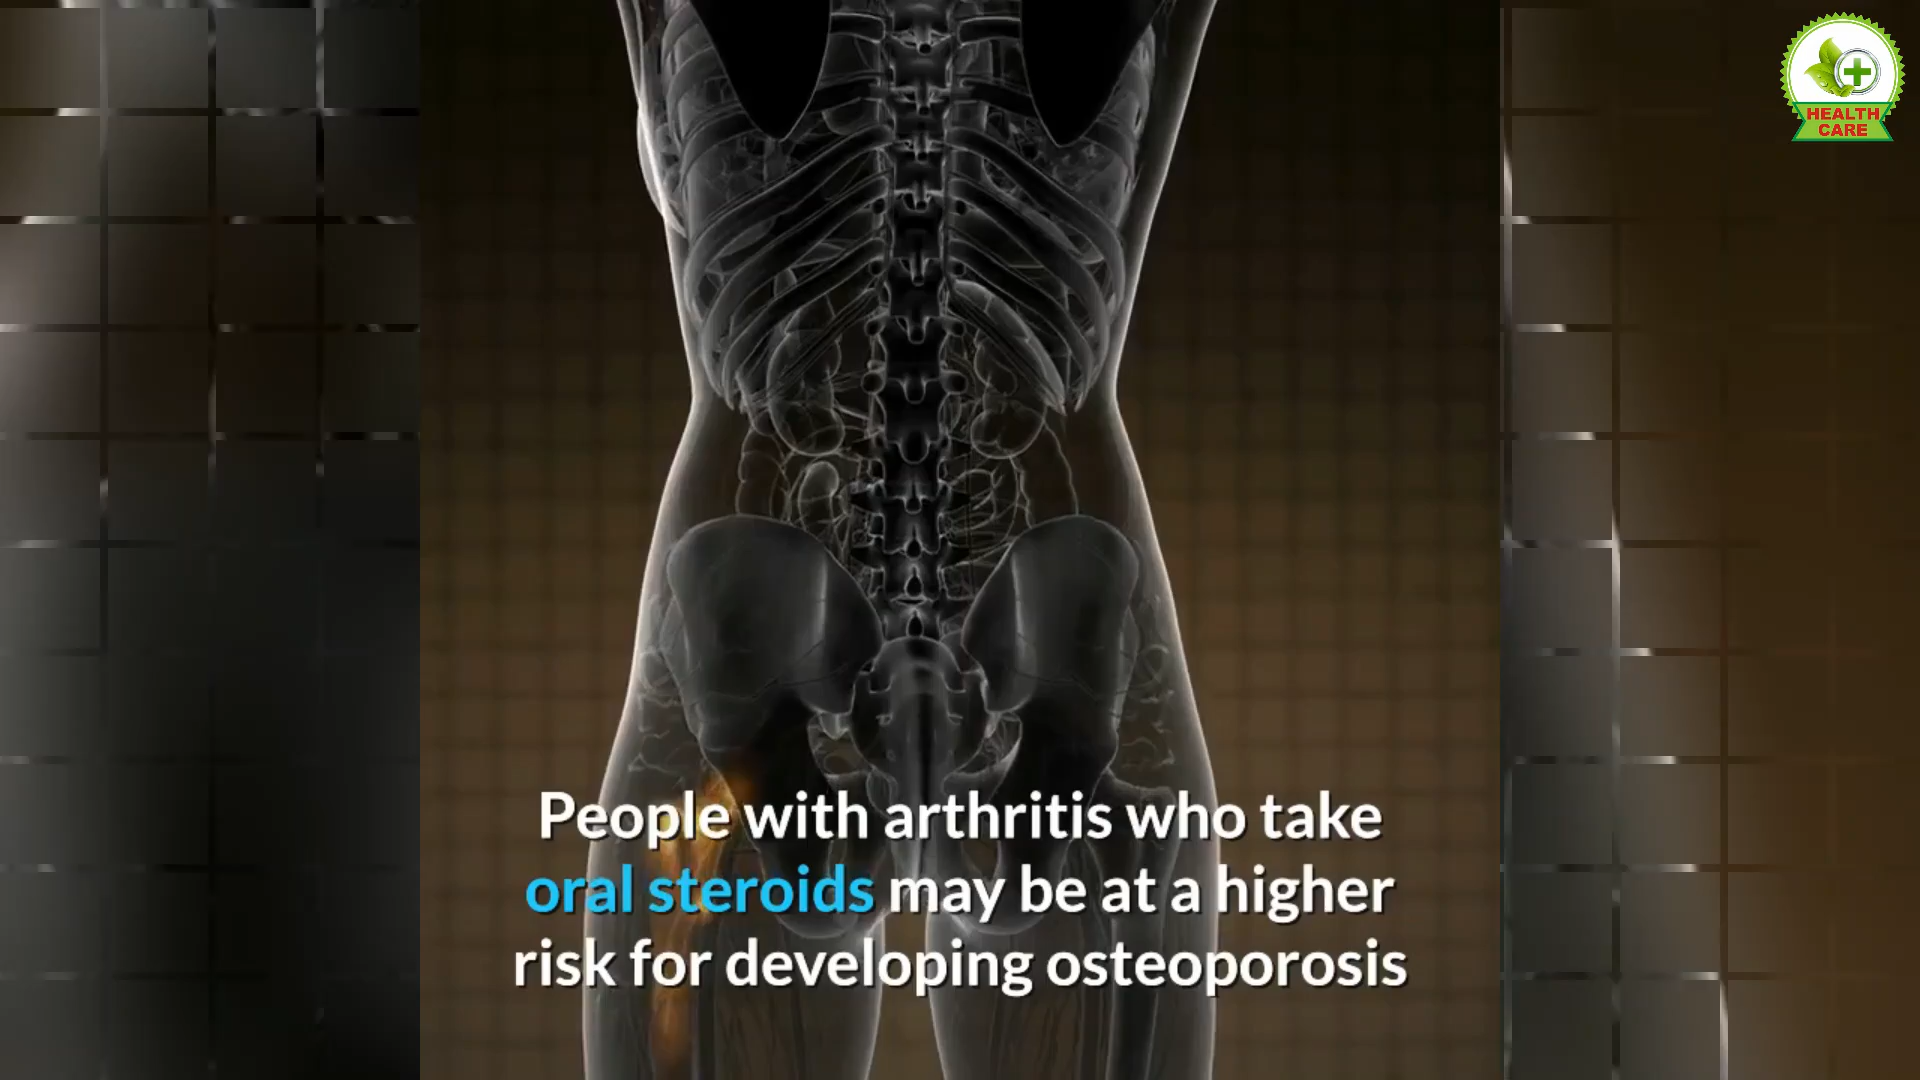 HEALTH
CARE
People with arthritis who take
oral steroids may be at a higher
risk for developing osteoporosis